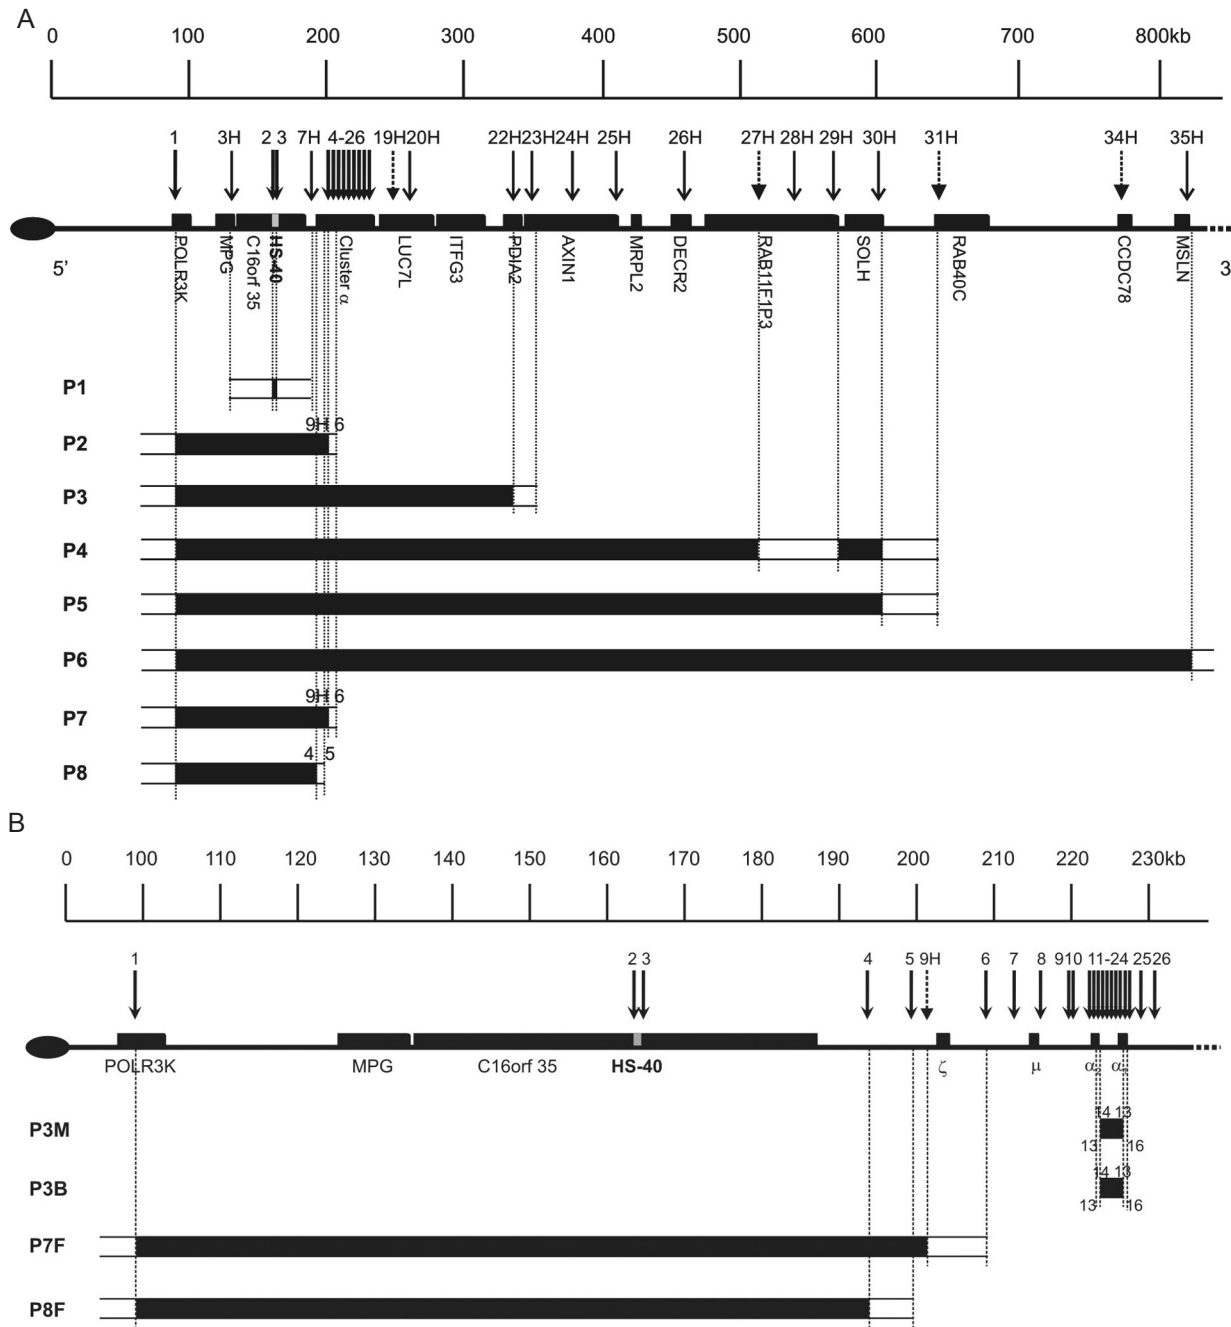 A
0 100 200 300 400 500 600 700 800kb
1 3H 2 3 7H 4-26 19H 20H 22H 23H 24H 25H 26H 27H 28H 29H 30H 31H 34H 35H
5’ 3
POLR3K
MPG
C16orf 35
HS-40
Cluster α
LUC7L
ITFG3
PDIA2
AXIN1
MRPL2
DECR2
RAB11F1P3
SOLH
RAB40C
CCDC78
MSLN
P1
9H 6
P2
P3
P4
P5
P6
9H 6
P7
4 5
P8
B
0 100 110 120 130 140 150 160 170 180 190 200 210 220 230kb
1 2 3 4 5 9H 6 7 8 9 10 11-24 25 26
POLR3K MPG C16orf 35 HS-40 ζ μ α α
14 13
P3M
13 16
14 13
P3B
13 16
P7F
P8F